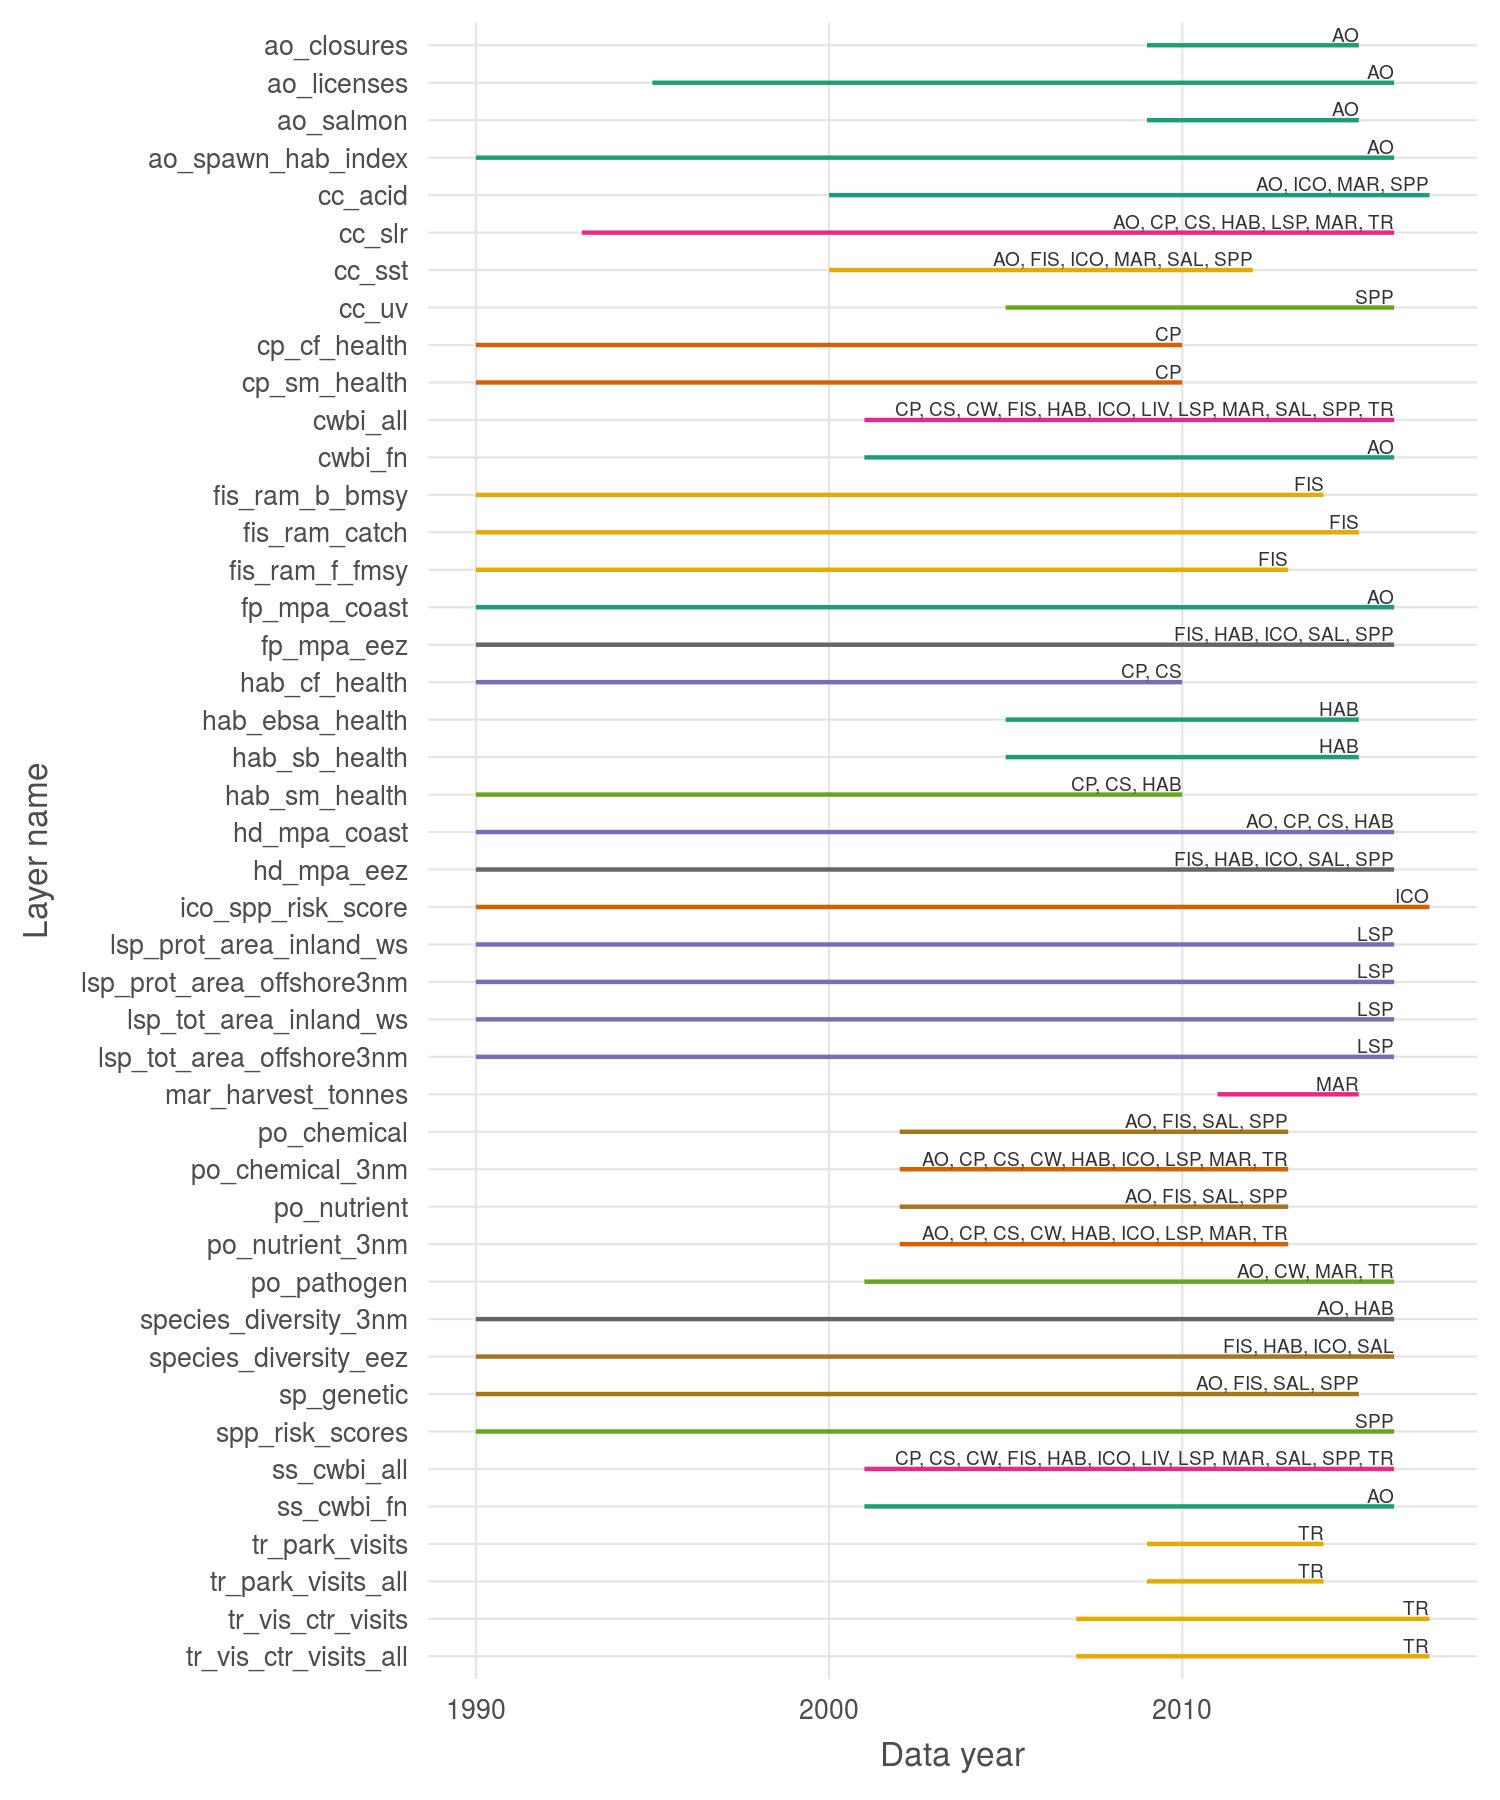 ao_closures AO
ao_licenses AO
ao_salmon AO
ao_spawn_hab_index AO
cc_acid AO, ICO, MAR, SPP
cc_slr AO, CP, CS, HAB, LSP, MAR, TR
cc_sst AO, FIS, ICO, MAR, SAL, SPP
cc_uv SPP
cp_cf_health CP
cp_sm_health CP
cwbi_all CP, CS, CW, FIS, HAB, ICO, LIV, LSP, MAR, SAL, SPP, TR
cwbi_fn AO
fis_ram_b_bmsy FIS
fis_ram_catch FIS
fis_ram_f_fmsy FIS
fp_mpa_coast AO
fp_mpa_eez FIS, HAB, ICO, SAL, SPP
hab_cf_health CP, CS
hab_ebsa_health HAB
hab_sb_health HAB
hab_sm_health CP, CS, HAB
hd_mpa_coast AO, CP, CS, HAB
hd_mpa_eez FIS, HAB, ICO, SAL, SPP
ico_spp_risk_score ICO
lsp_prot_area_inland_ws LSP
lsp_prot_area_offshore3nm LSP
lsp_tot_area_inland_ws LSP
lsp_tot_area_offshore3nm LSP
mar_harvest_tonnes MAR
po_chemical AO, FIS, SAL, SPP
po_chemical_3nm AO, CP, CS, CW, HAB, ICO, LSP, MAR, TR
po_nutrient AO, FIS, SAL, SPP
po_nutrient_3nm AO, CP, CS, CW, HAB, ICO, LSP, MAR, TR
po_pathogen AO, CW, MAR, TR
species_diversity_3nm AO, HAB
species_diversity_eez FIS, HAB, ICO, SAL
sp_genetic AO, FIS, SAL, SPP
spp_risk_scores SPP
ss_cwbi_all CP, CS, CW, FIS, HAB, ICO, LIV, LSP, MAR, SAL, SPP, TR
ss_cwbi_fn AO
tr_park_visits TR
tr_park_visits_all TR
tr_vis_ctr_visits TR
tr_vis_ctr_visits_all TR
1990 2000 2010
Data year
Layer name